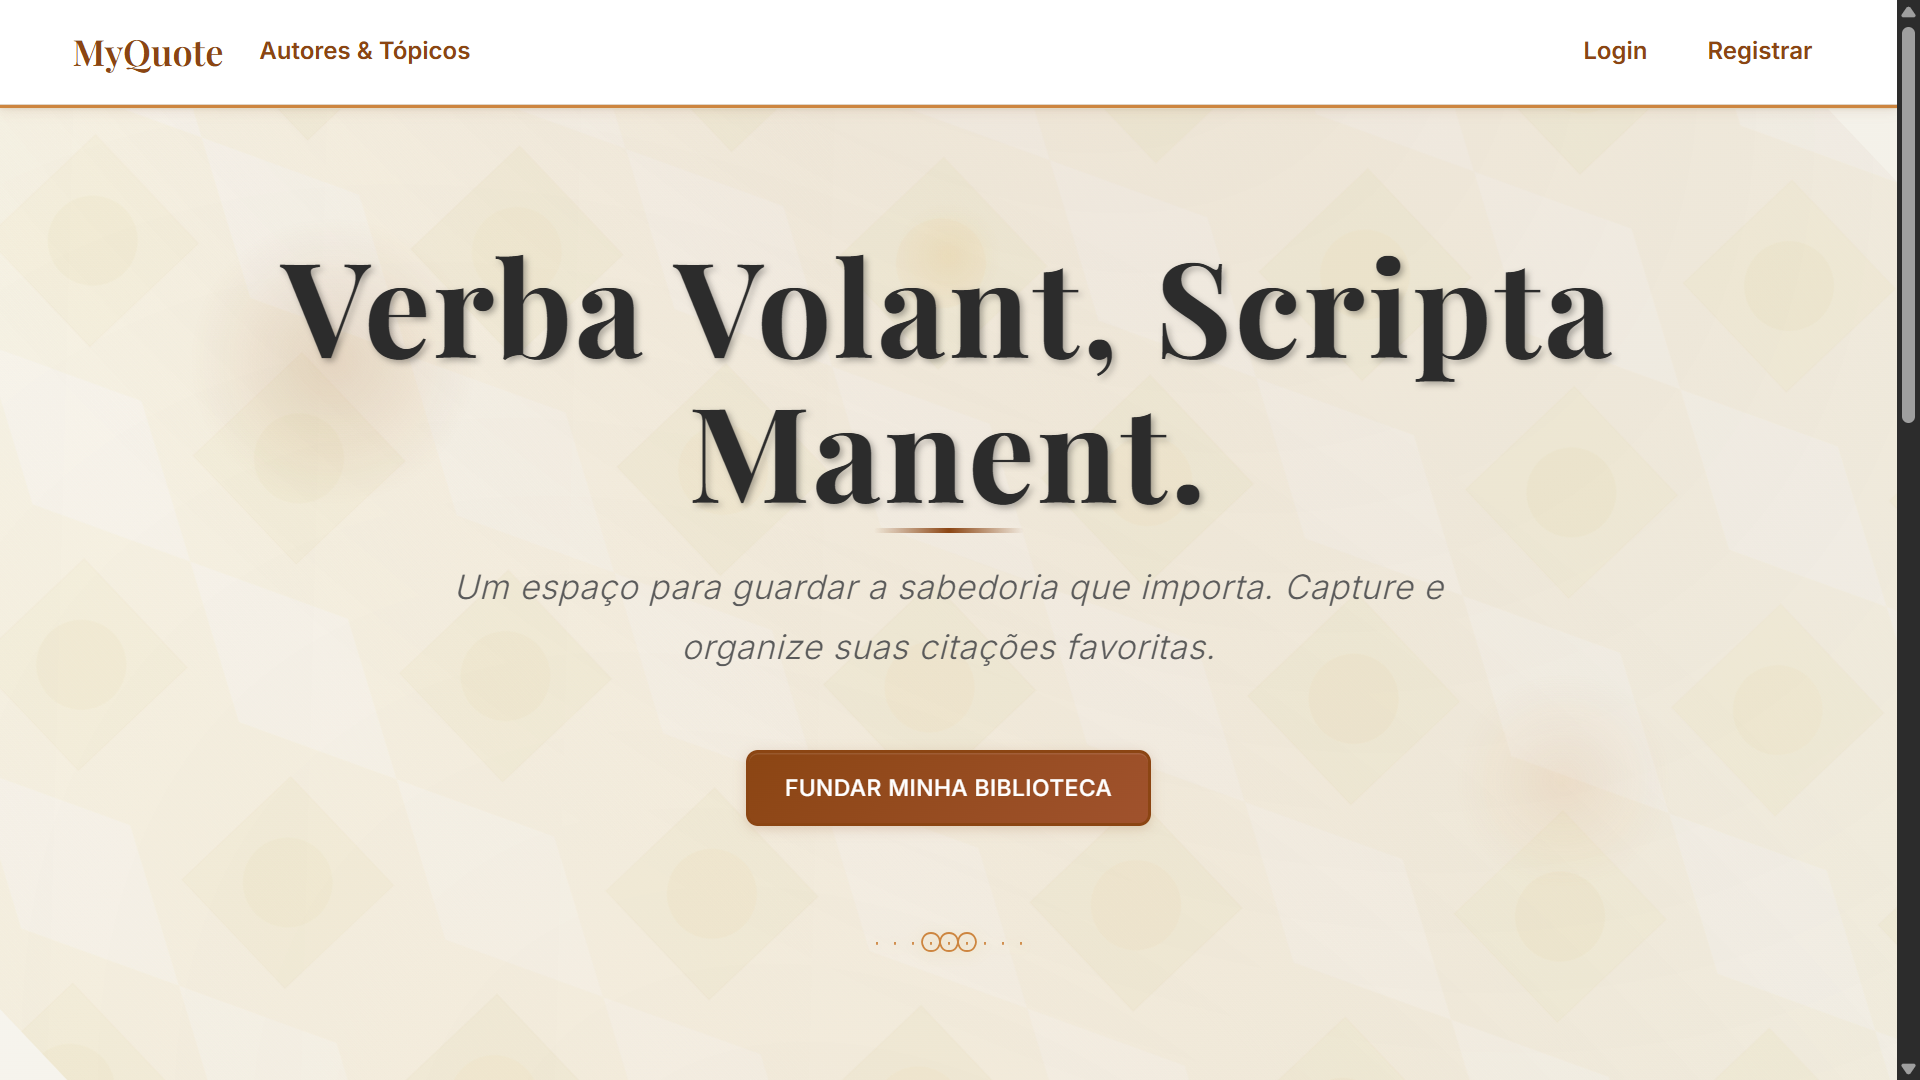 MyQuote
Autores & Tópicos
Login
Registrar
Verba Volant, Scripta
Manent.
Um espaço para guardar a sabedoria que importa. Capture e
organize suas citações favoritas.
FUNDAR MINHA BIBLIOTECA